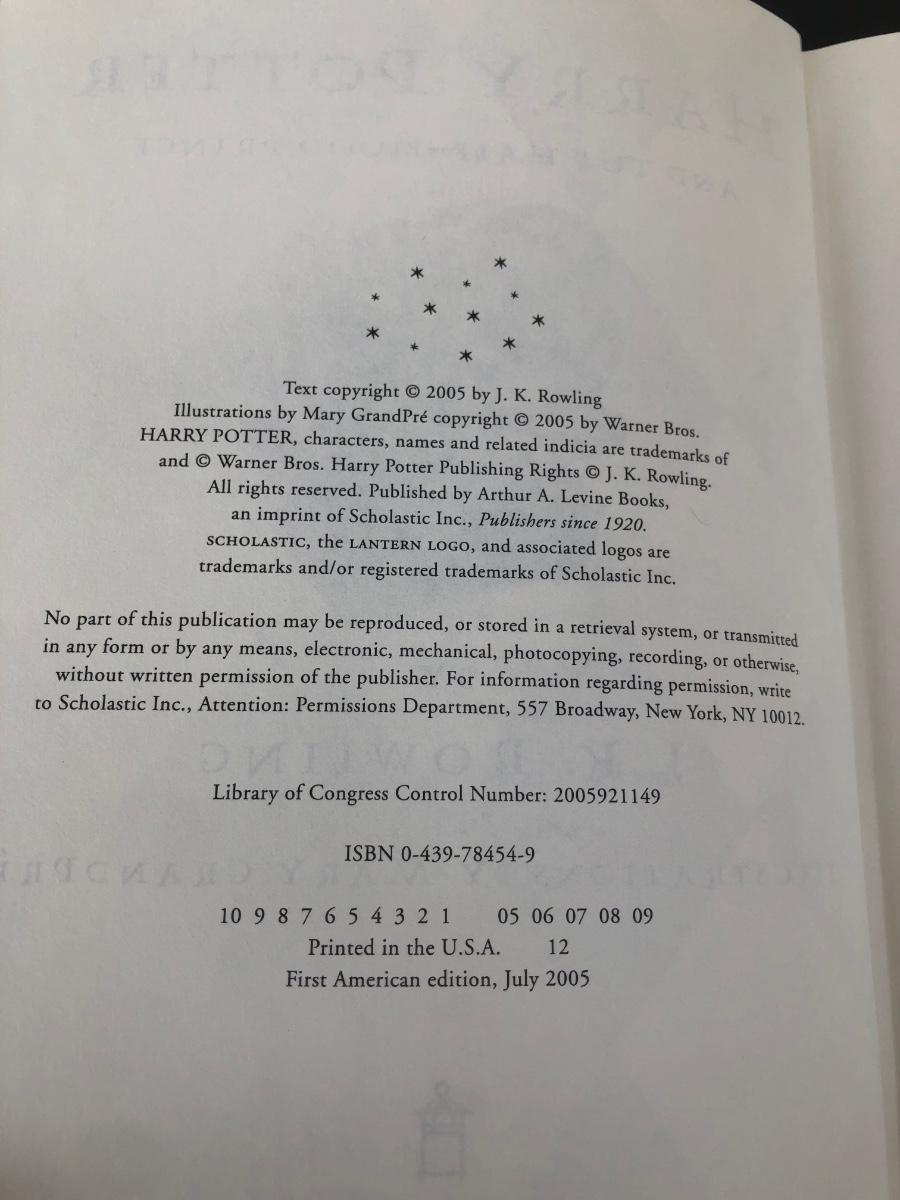 Text copyright © 2005 by J. K. Rowling
Illustrations by Mary GrandPré copyright © 2005 by Warner Bros.
HARRY POTTER, characters, names and related indicia are trademarks of
and © Warner Bros. Harry Potter Publishing Rights © J. K. Rowling.
All rights reserved. Published by Arthur A. Levine Books,
an imprint of Scholastic Inc., Publishers since 1920.
SCHOLASTIC, the LANTERN LOGO, and associated logos are
trademarks and/or registered trademarks of Scholastic Inc.
No part of this publication may be reproduced, or stored in a retrieval system, or transmitted
in any form or by any means, electronic, mechanical, photocopying, recording, or otherwise,
without written permission of the publisher. For information regarding permission, write
to Scholastic Inc., Attention: Permissions Department, 557 Broadway, New York, NY 10012.
Library of Congress Control Number: 2005921149
ISBN 0-439-78454-9
10 9 8 7 6 5 4 3 2 1 05 06 07 08 09
Printed in the U.S.A. 12
First American edition, July 2005